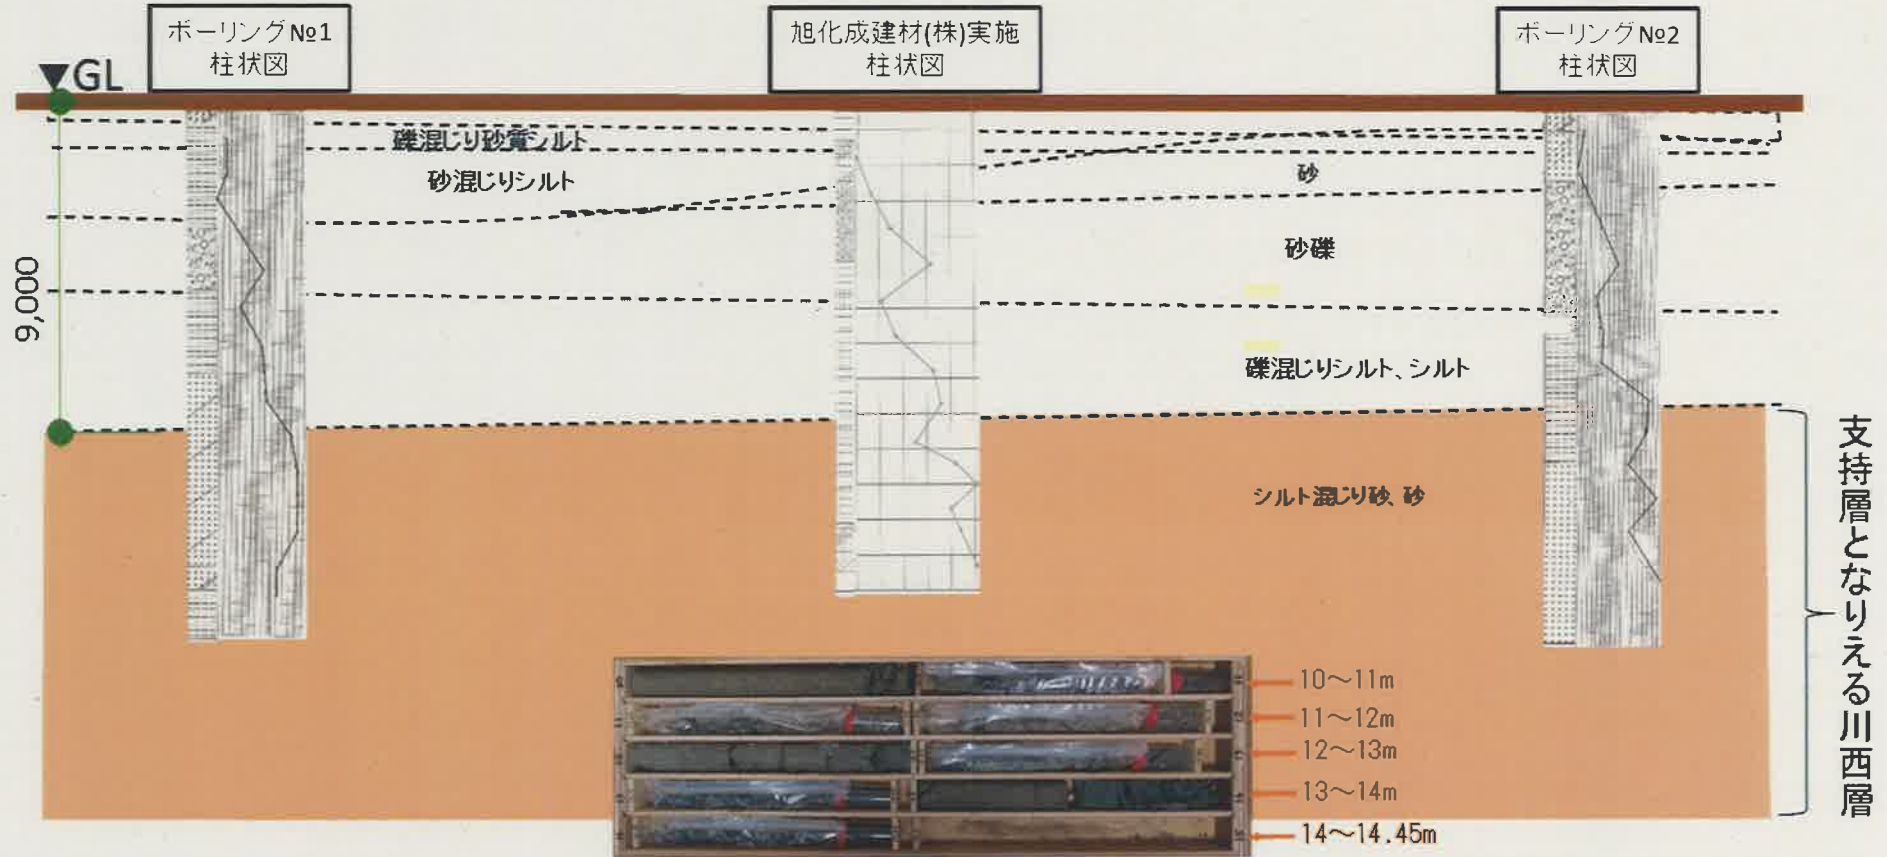 ボーリング№1
柱状図
旭化成建材(株)実施
柱状図
ボーリング№2
柱状図
▼GL
礫混じり砂質シルト
砂混じりシルト
砂
砂礫
9,000
礫混じりシルト、シルト
シルト混じり砂、砂
支持層となりえる川西層
10～11m
11～12m
12～13m
13～14m
14～14.45m